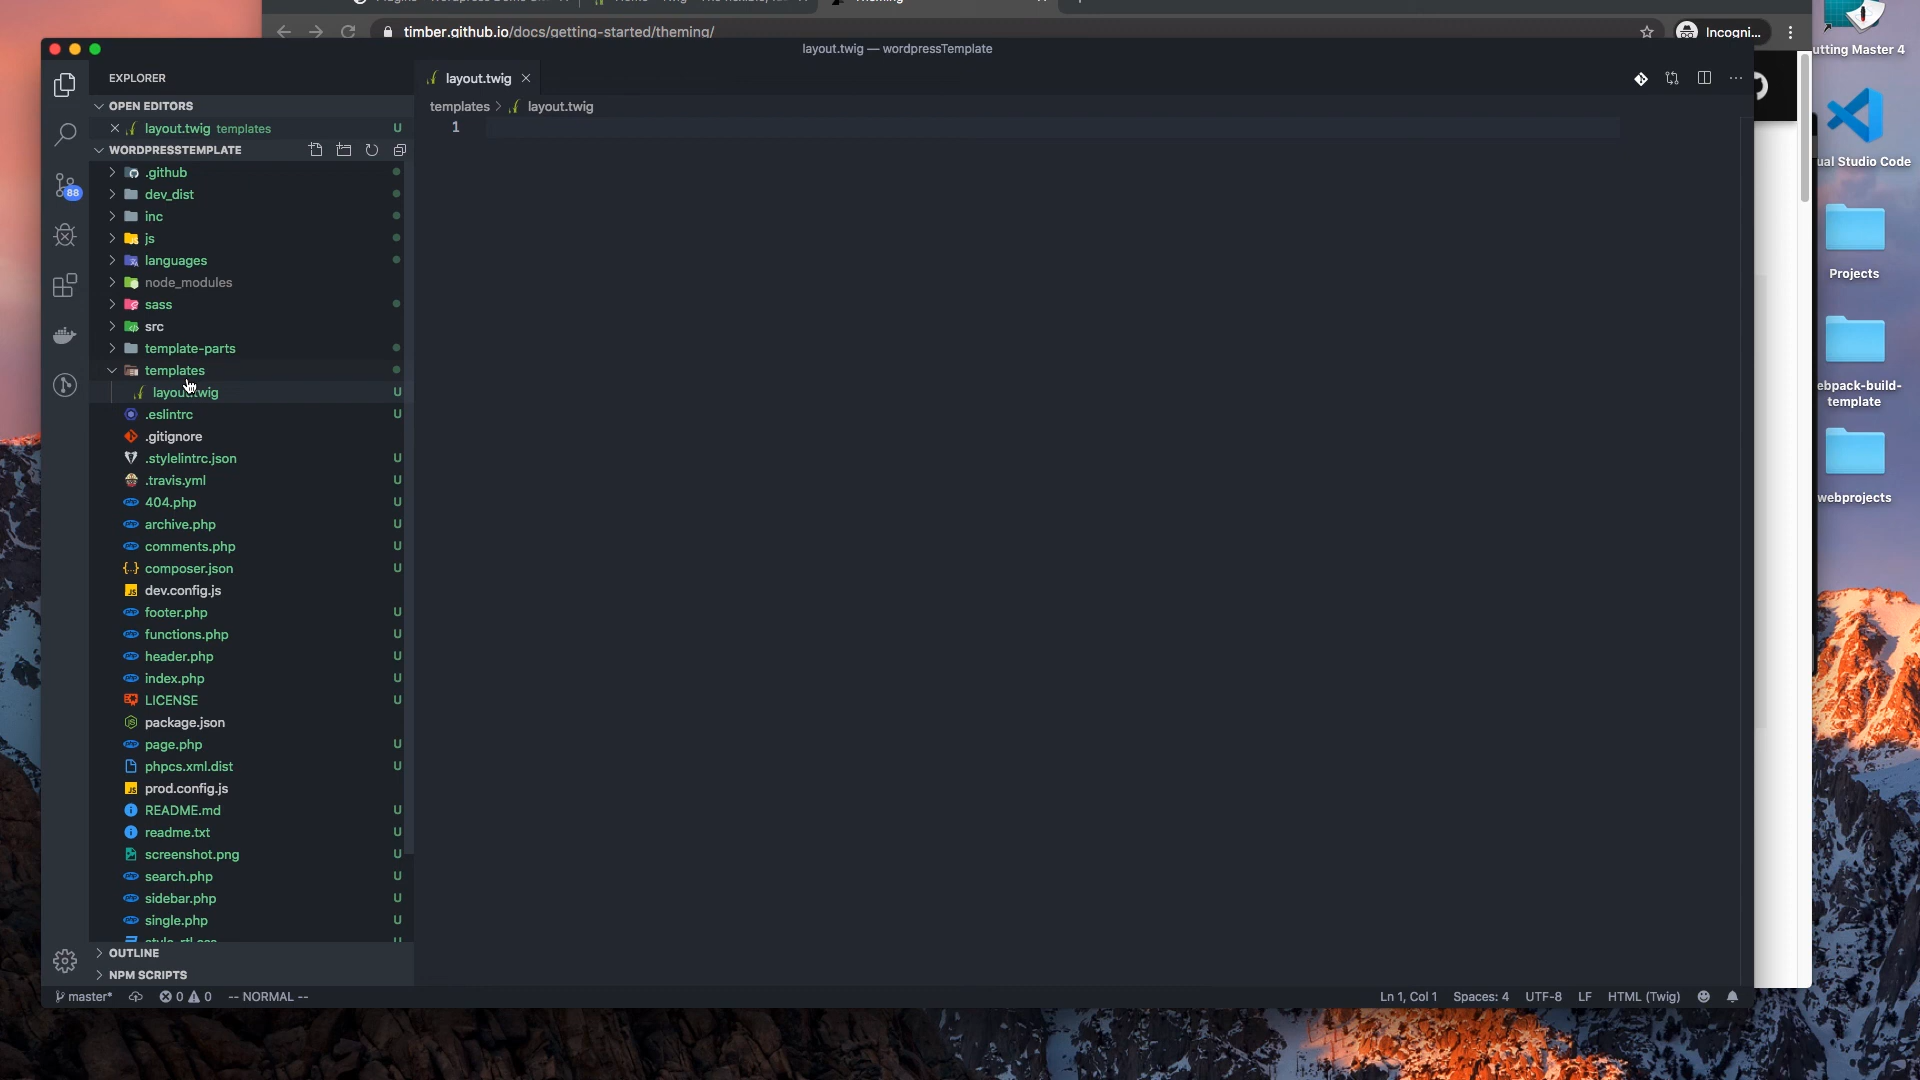 timber.github.io/docs/getting-started/theming/
Incogni...
utting Master 4
layout.twig — wordpressTemplate
EXPLORER
layout.twig
OPEN EDITORS
templates
layout.twig
layout.twig templates U
1
WORDPRESSTEMPLATE
ual Studio Code
.github
88
dev_dist
inc
js
languages
Projects
node_modules
sass
src
template-parts
templates
ebpack-build-
template
layout.twig U
.eslintrc U
.gitignore
.stylelintrc.json U
.travis.yml U
webprojects
404.php U
archive.php U
comments.php U
composer.json U
dev.config.js
footer.php U
functions.php U
header.php U
index.php U
LICENSE U
package.json
page.php U
phpcs.xml.dist U
prod.config.js
README.md U
readme.txt U
screenshot.png U
search.php U
sidebar.php U
single.php U
OUTLINE
NPM SCRIPTS
master* 0 0 -- NORMAL --
Ln 1, Col 1 Spaces: 4 UTF-8 LF HTML (Twig)